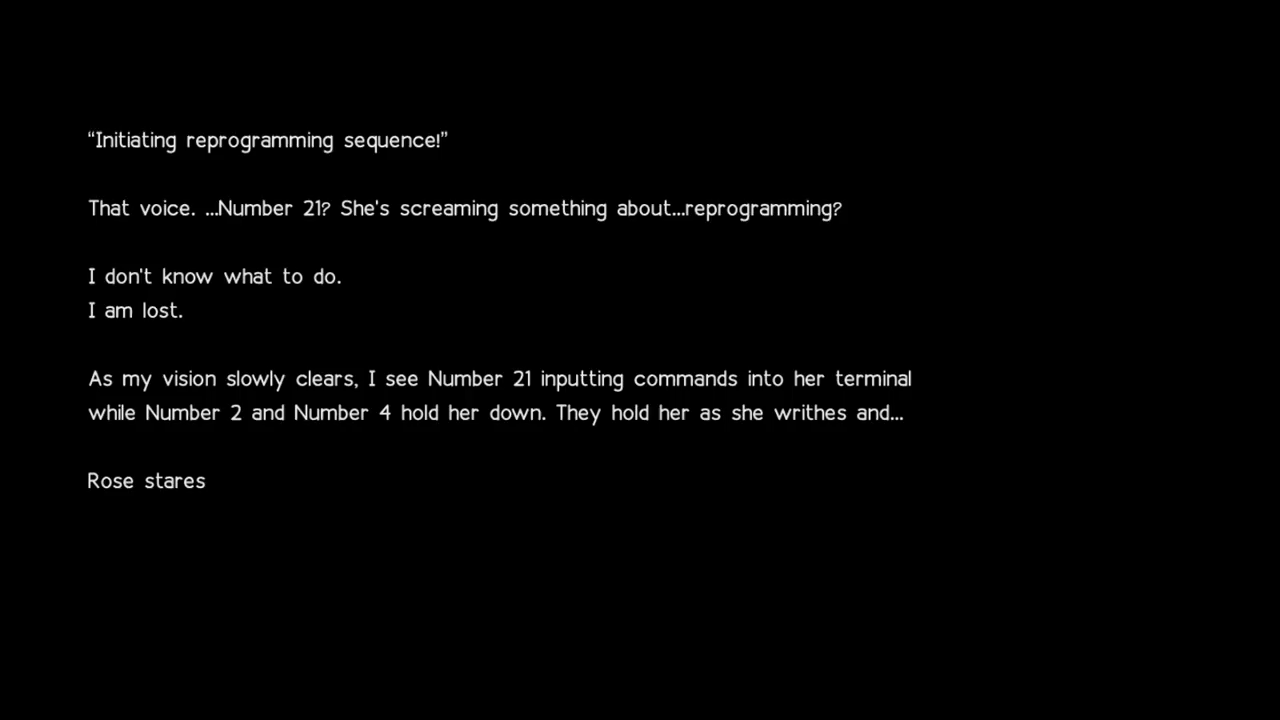 “Initiating reprogramming sequence!”
That voice. ...Number 21? She's screaming something about...reprogramming?
I don't know what to do.
I am lost.
As my vision slowly clears, I see Number 21 inputting commands into her terminal
while Number 2 and Number 4 hold her down. They hold her as she writhes and...
Rose stares